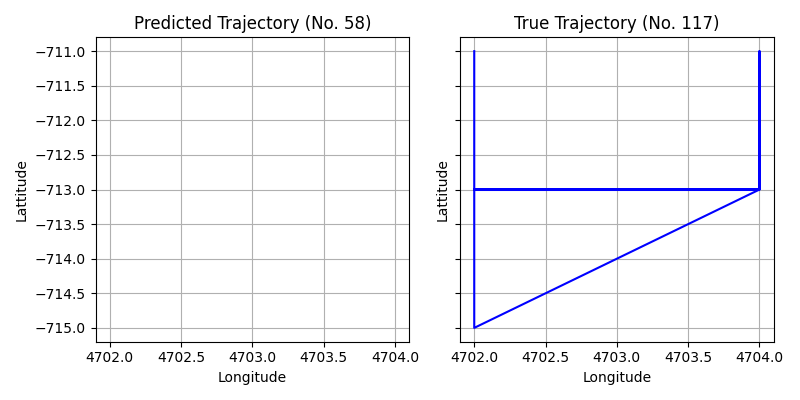 Predicted Trajectory (No. 58)
−711.0
−711.5
−712.0
−712.5
−713.0
−713.5
−714.0
−714.5
−715.0
Lattitude
4702.0 4702.5 4703.0 4703.5 4704.0
Longitude
True Trajectory (No. 117)
Lattitude
4702.0 4702.5 4703.0 4703.5 4704.0
Longitude